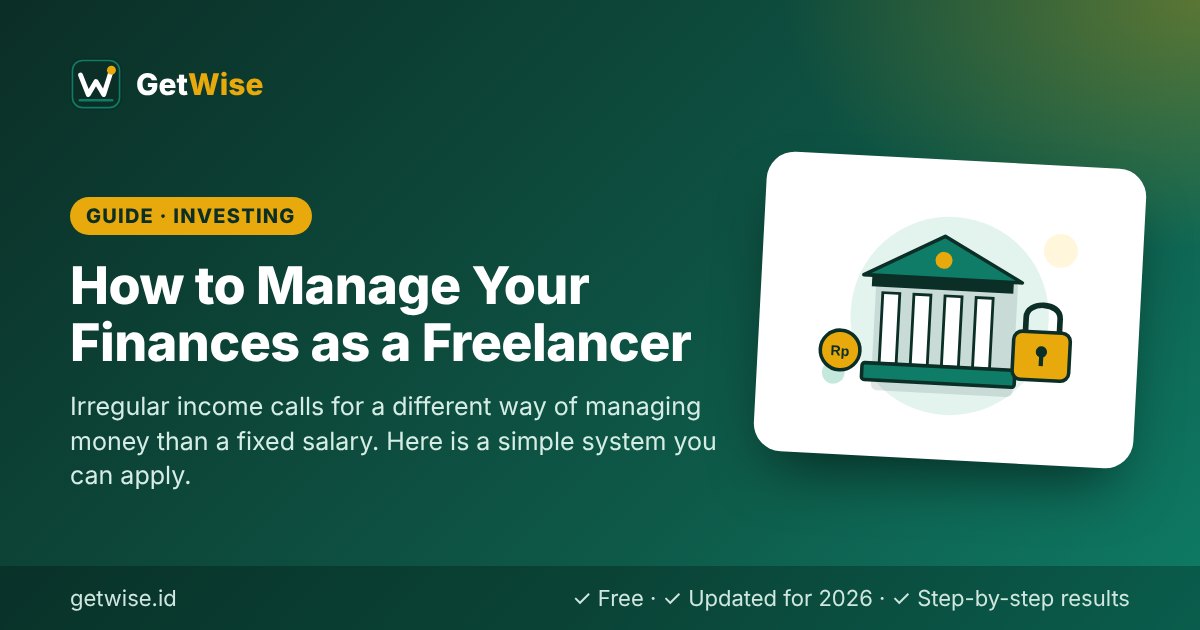 GetWise
GUIDE · INVESTING
How to Manage Your
Finances as a Freelancer
Irregular income calls for a different way of managing
money than a fixed salary. Here is a simple system you
can apply.
Rp
getwise.id
✓ Free · ✓ Updated for 2026 · ✓ Step-by-step results